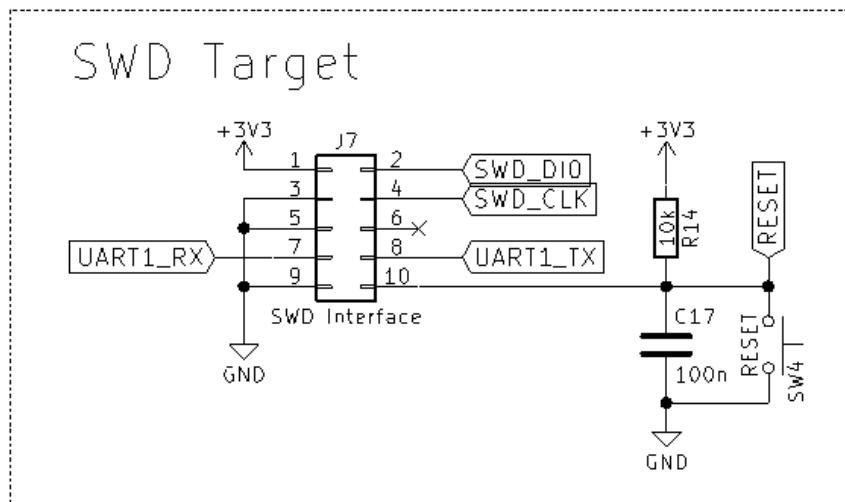 SWD Target
+3V3
J7
+3V3
1 2
SWD_DIO
3 4
SWD_CLK
5 6
UART1_RX
7 8
UART1_TX
9 10
SWD Interface
GND
10k
R14
RESET
C17
100n
RESET
SW4
GND